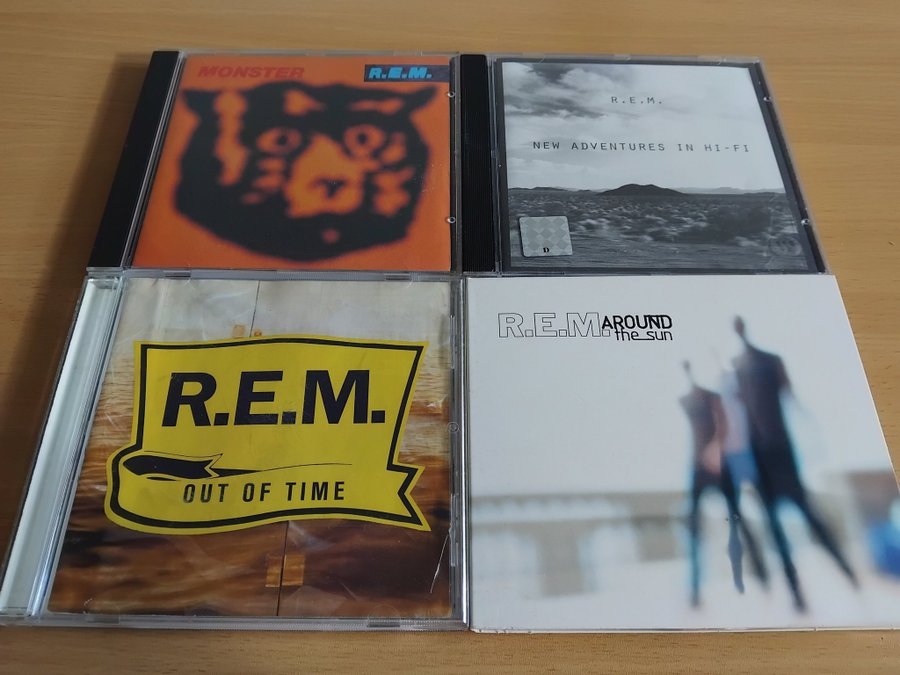 MONSTER R.E.M.
R.E.M.
NEW ADVENTURES IN HI-FI
D
R.E.M.
OUT OF TIME
R.E.M. AROUND
the sun